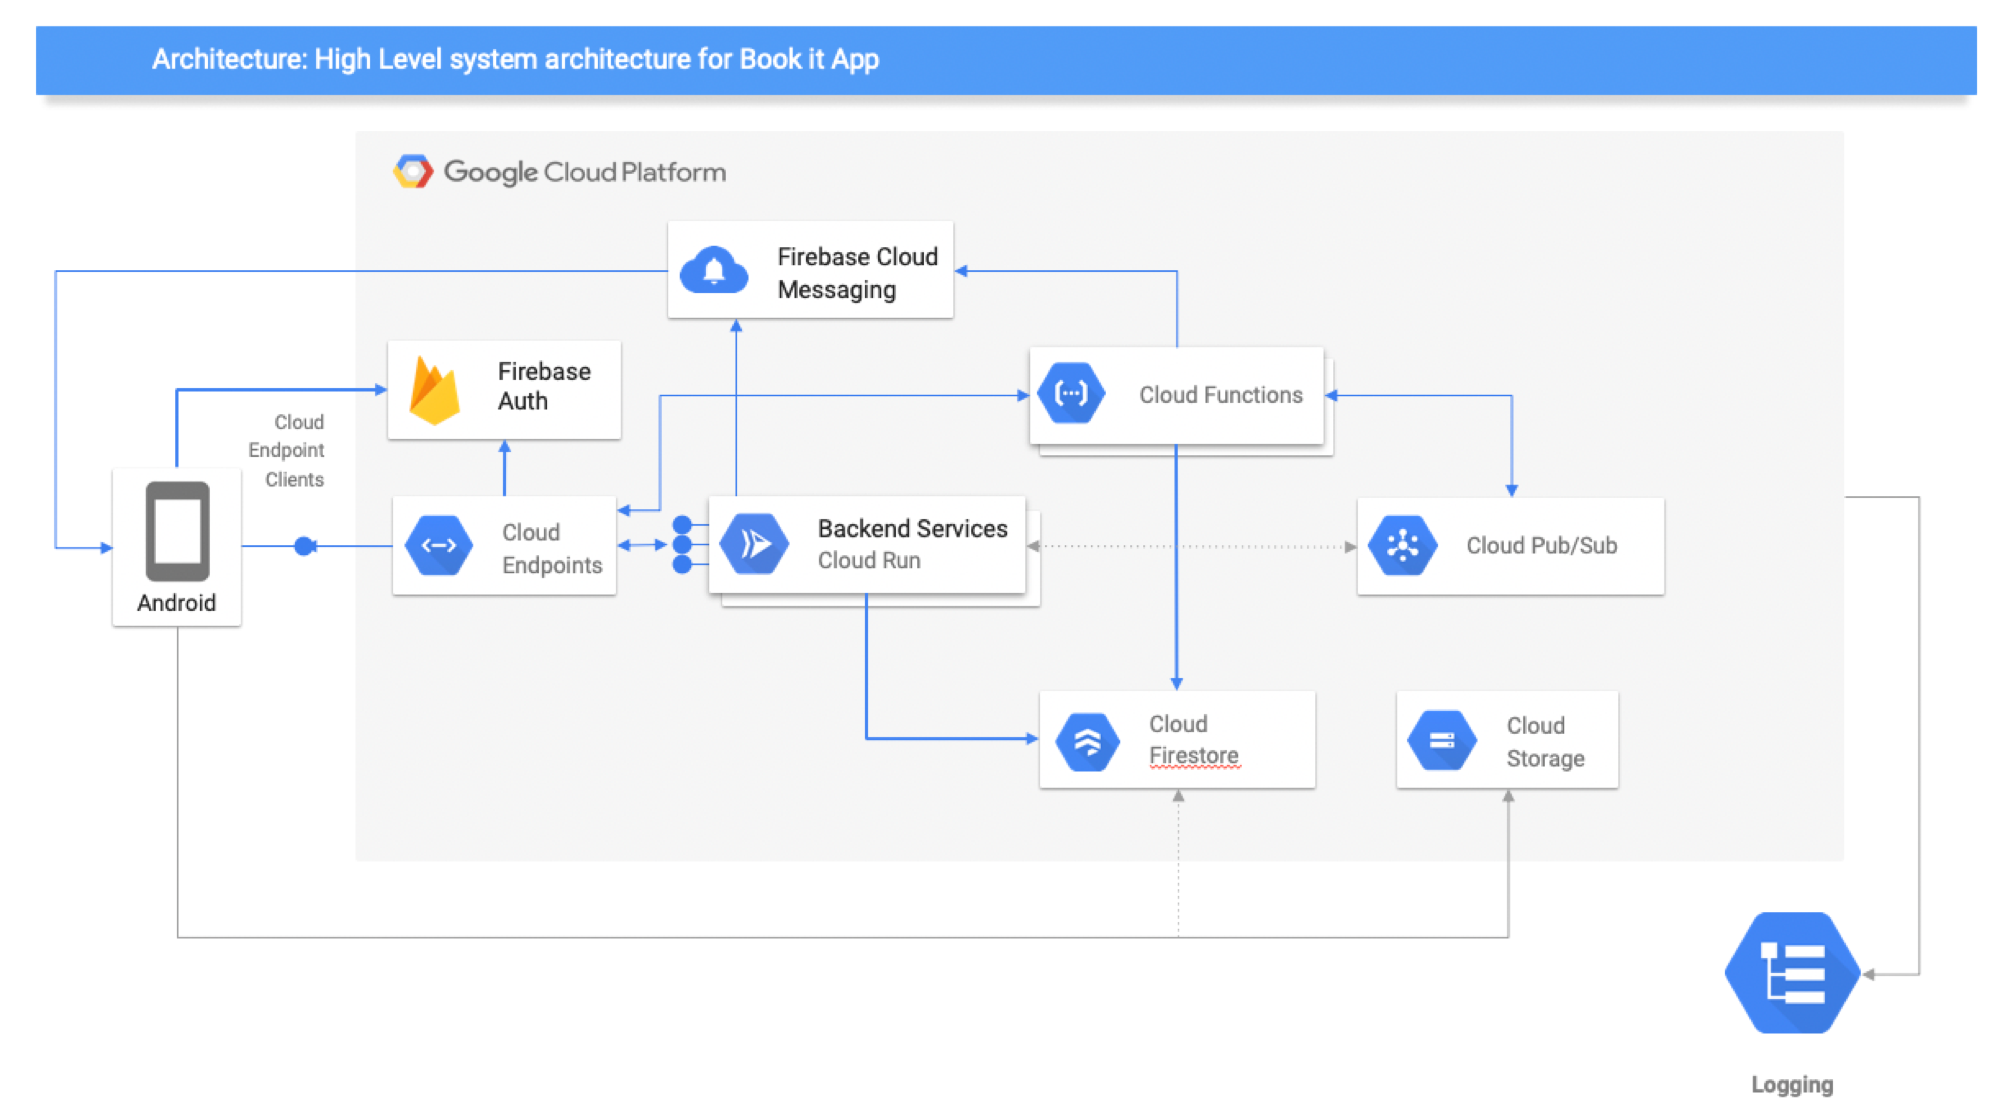 Architecture: High Level system architecture for Book it App
Google Cloud Platform
Firebase Cloud
Messaging
Firebase
Auth
Cloud
Endpoint
Clients
Cloud Functions
Android
Cloud
Endpoints
Backend Services
Cloud Run
Cloud Pub/Sub
Cloud
Firestore
Cloud
Storage
Logging